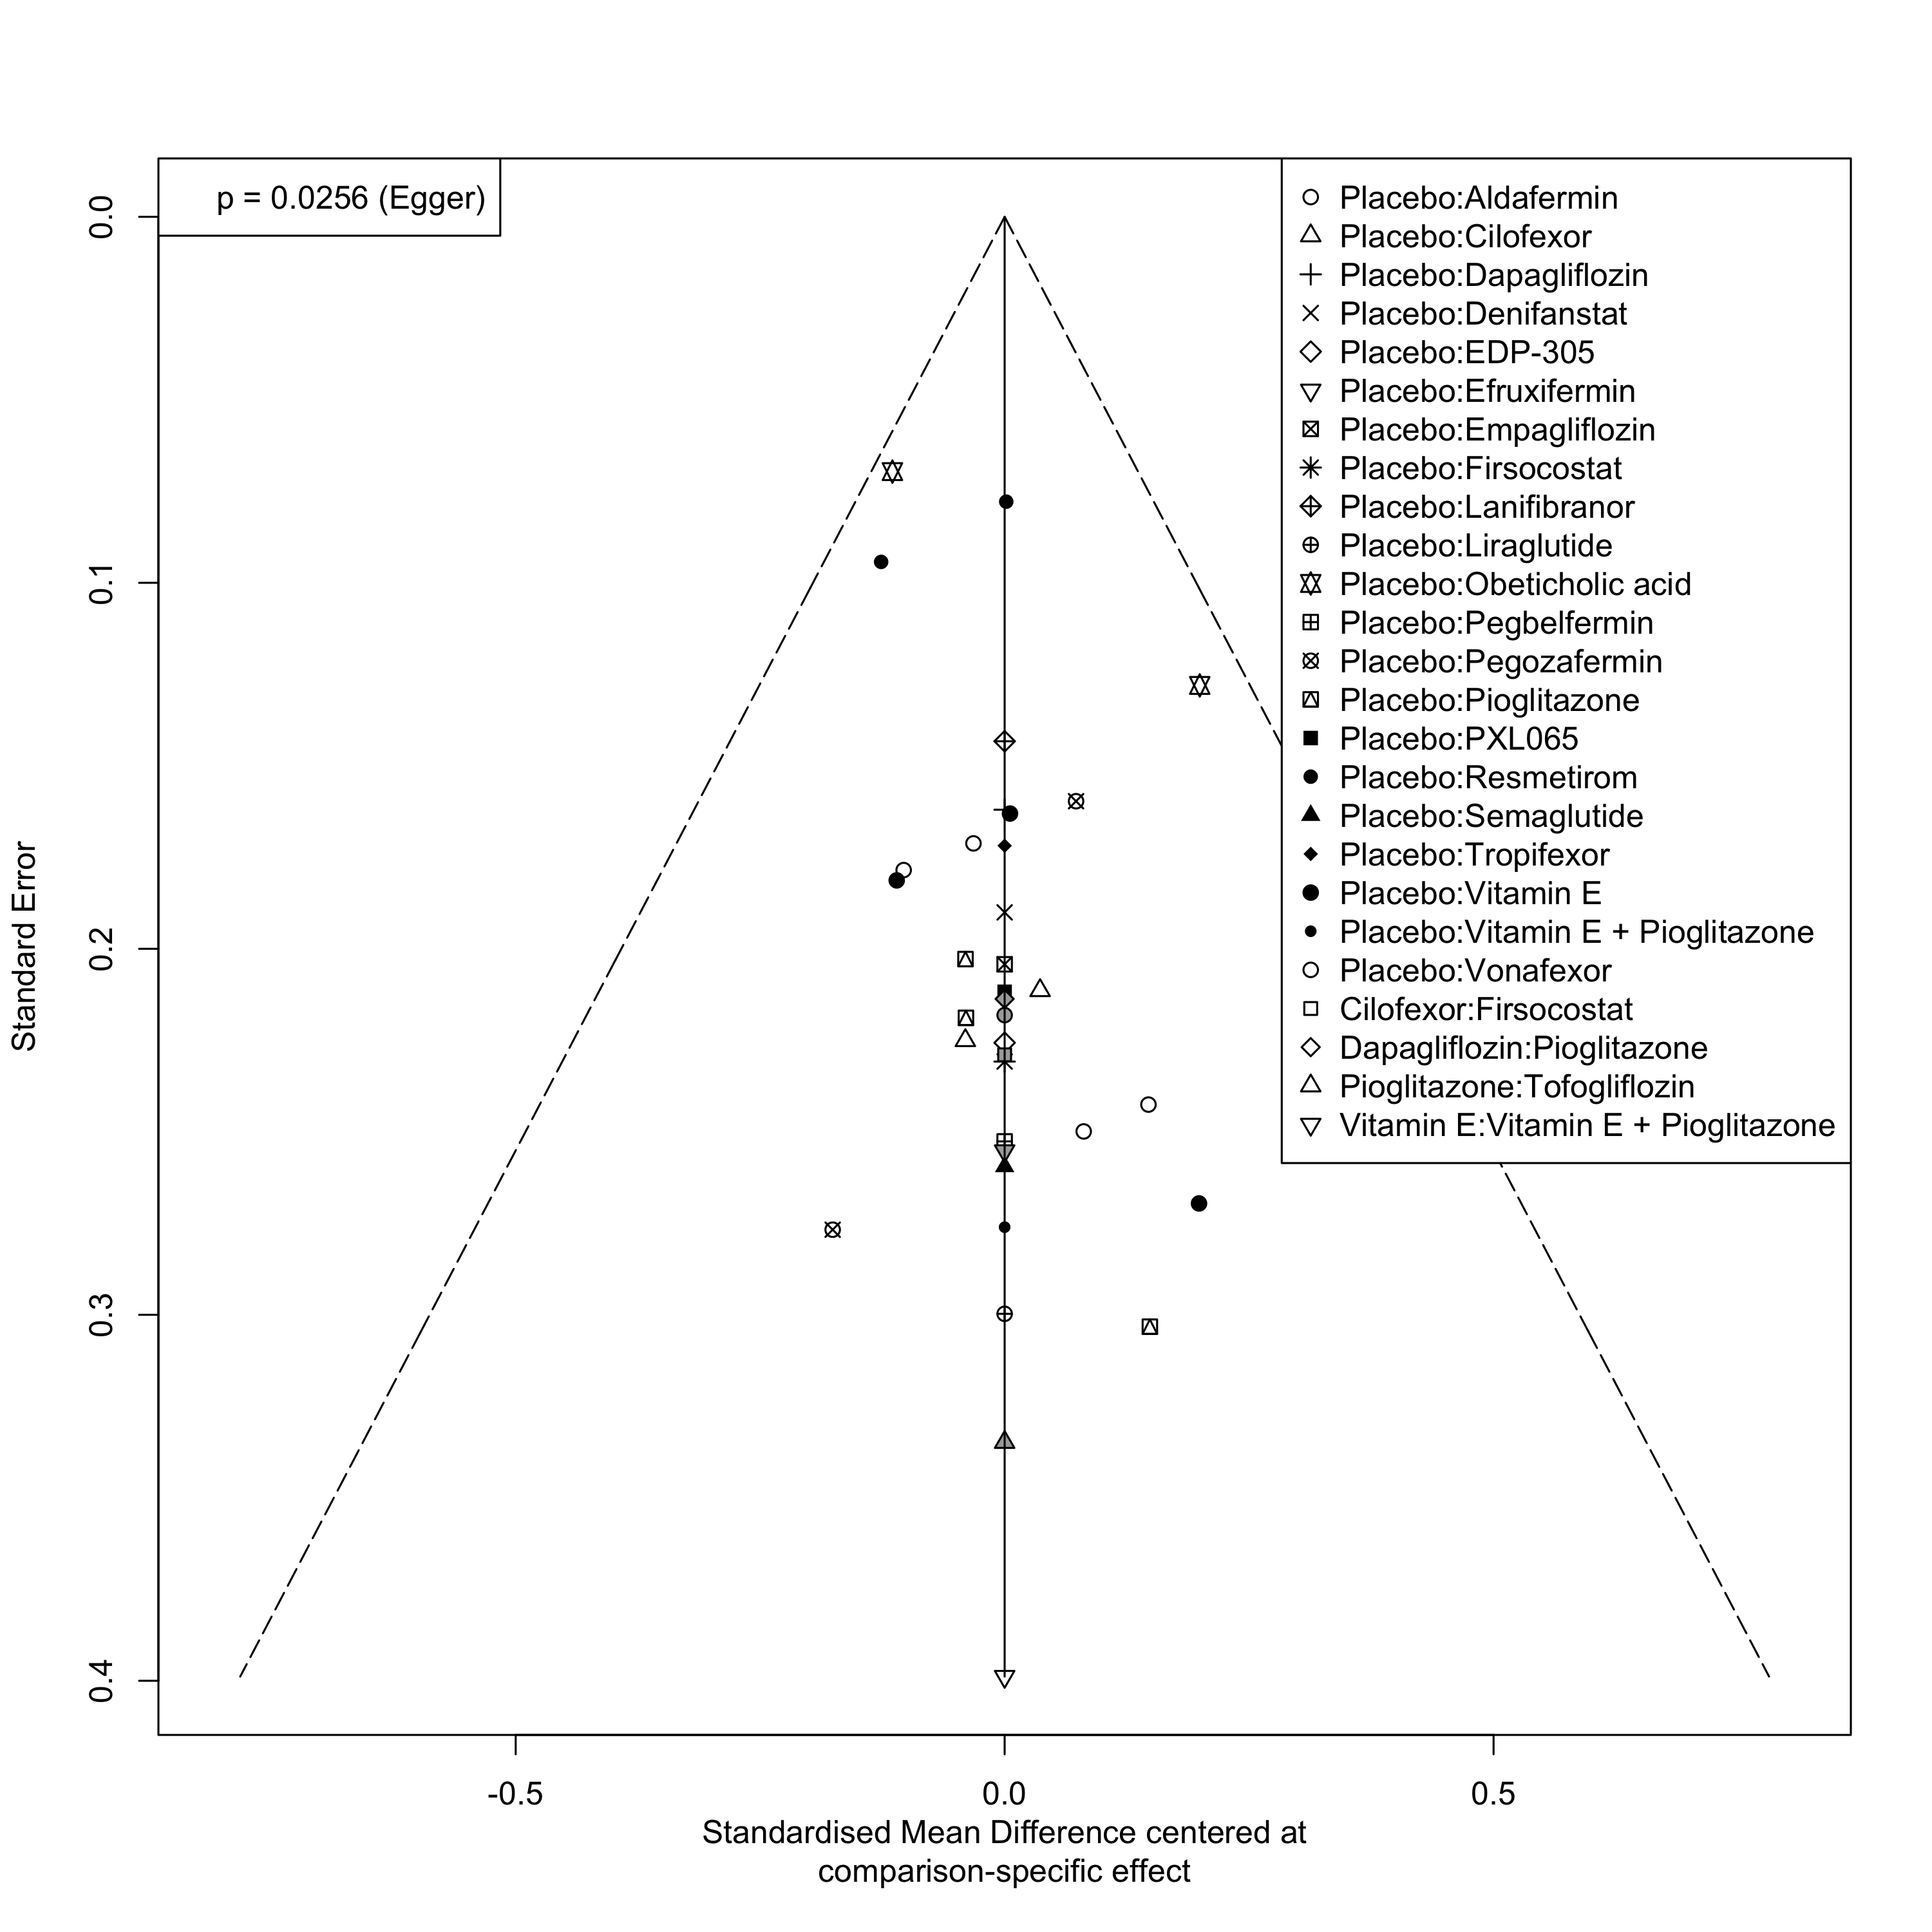 p = 0.0256 (Egger)
Placebo:Aldafermin
Placebo:Cilofexor
Placebo:Dapagliflozin
Placebo:Denifanstat
Placebo:EDP-305
Placebo:Efruxifermin
Placebo:Empagliflozin
Placebo:Firsocostat
Placebo:Lanifibranor
Placebo:Liraglutide
Placebo:Obeticholic acid
Placebo:Pegbelfermin
Placebo:Pegozafermin
Placebo:Pioglitazone
Placebo:PXL065
Placebo:Resmetirom
Placebo:Semaglutide
Placebo:Tropifexor
Placebo:Vitamin E
Placebo:Vitamin E + Pioglitazone
Placebo:Vonafexor
Cilofexor:Firsocostat
Dapagliflozin:Pioglitazone
Pioglitazone:Tofogliflozin
Vitamin E:Vitamin E + Pioglitazone
0.0
0.1
0.2
0.3
0.4
Standard Error
-0.5
0.0
0.5
Standardised Mean Difference centered at
comparison-specific effect